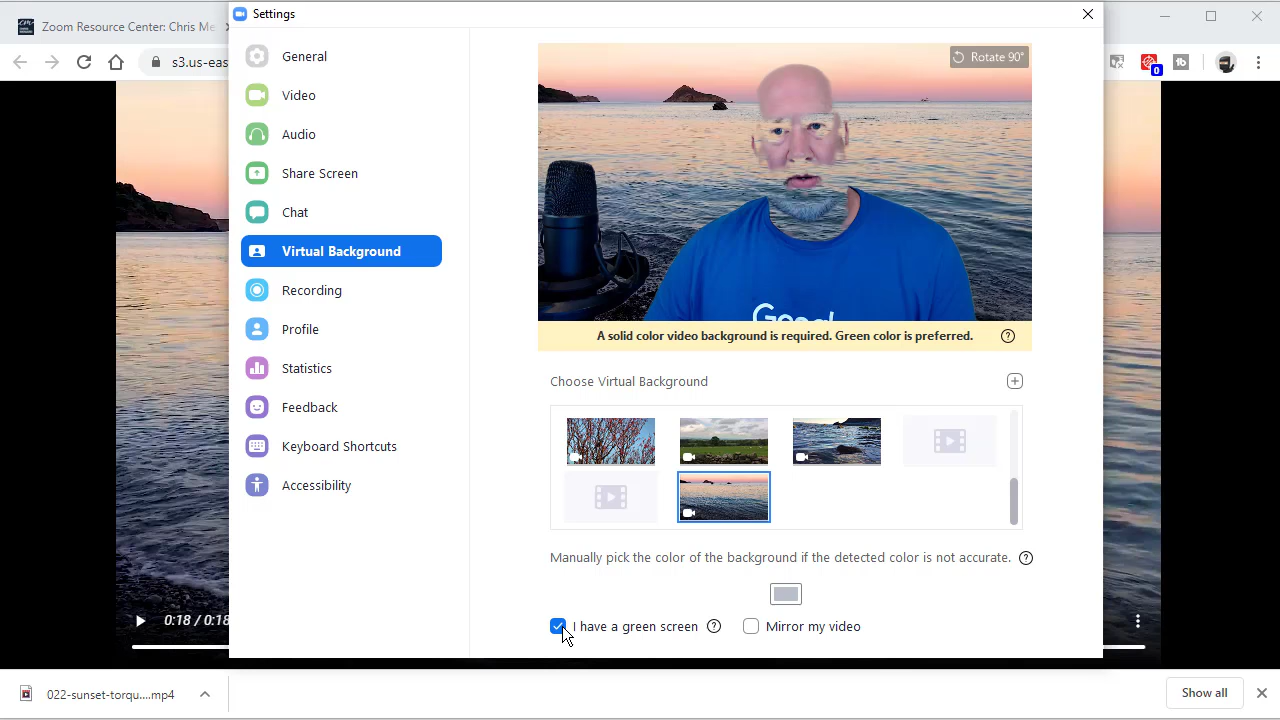 Zoom Resource Center: Chris Me
s3.us-eas
0
tb
Settings
General
Video
Audio
Share Screen
Chat
Virtual Background
Recording
Profile
Statistics
Feedback
Keyboard Shortcuts
Accessibility
Rotate 90°
A solid color video background is required. Green color is preferred.
Choose Virtual Background
Manually pick the color of the background if the detected color is not accurate.
I have a green screen
Mirror my video
0:18 / 0:18
022-sunset-torqu....mp4
Show all